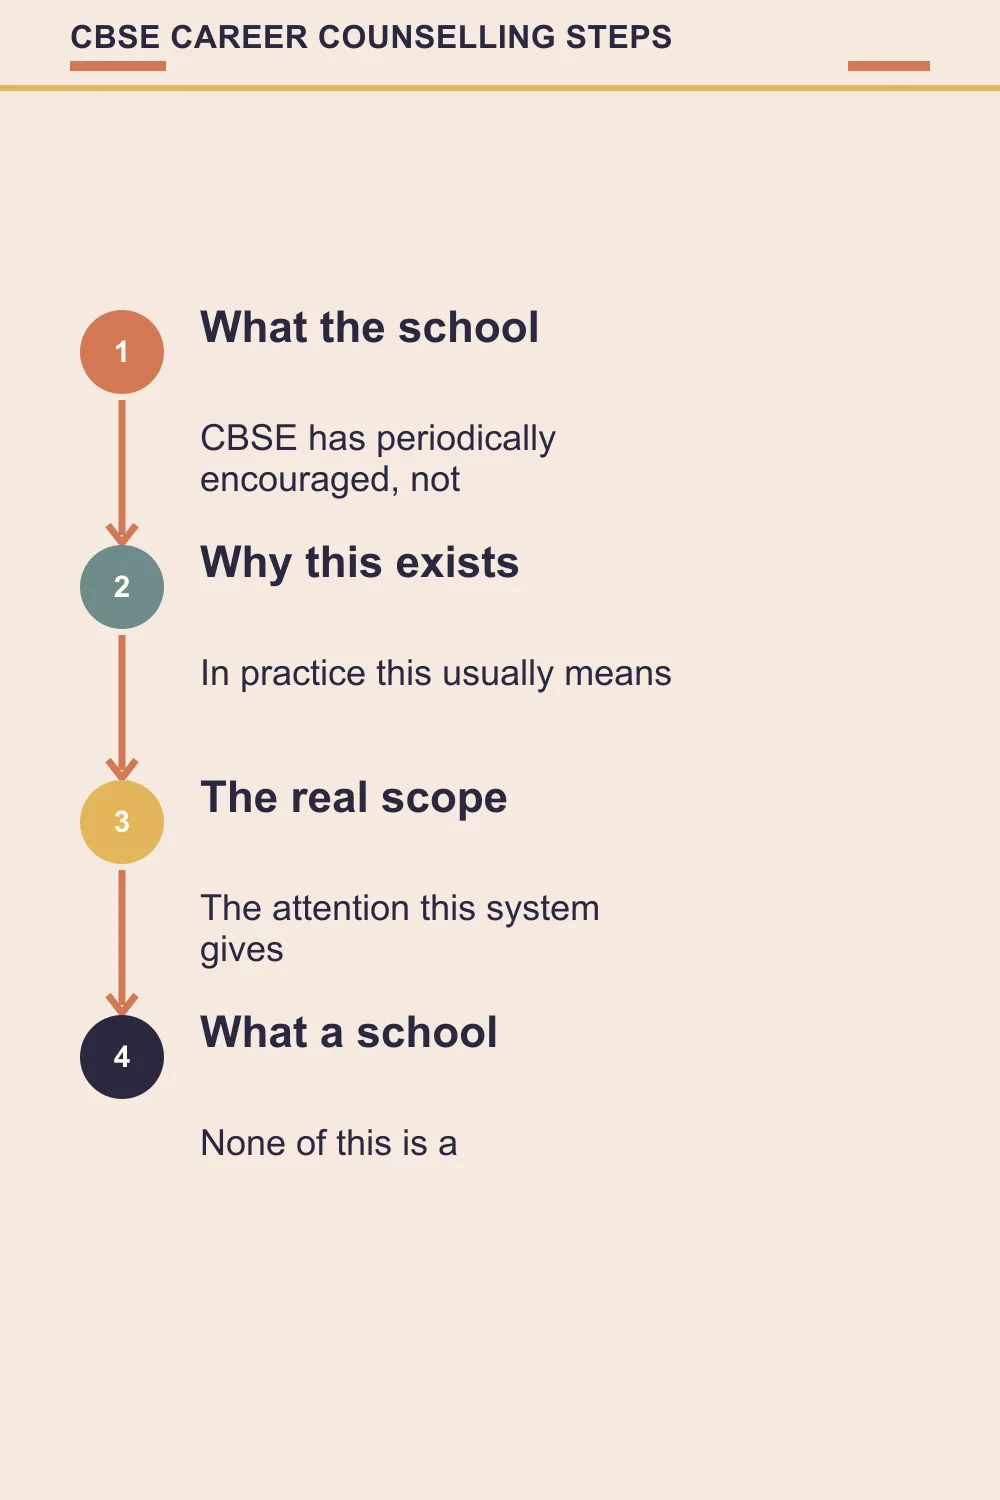 CBSE CAREER COUNSELLING STEPS
1
What the school
CBSE has periodically
encouraged, not
2
Why this exists
In practice this usually means
3
The real scope
The attention this system
gives
4
What a school
None of this is a